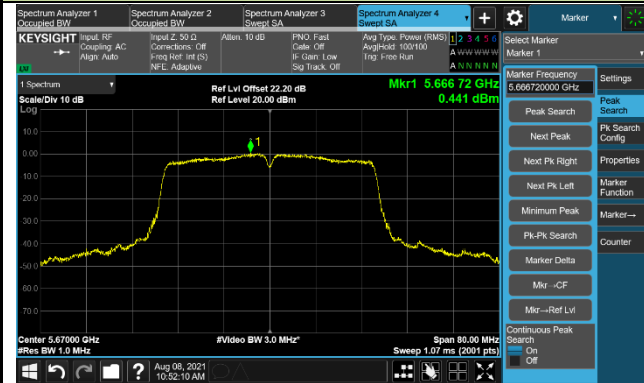 Spectrum Analyzer 1
Occupied BW
Spectrum Analyzer 2
Occupied BW
Spectrum Analyzer 3
Swept SA
Spectrum Analyzer 4
Swept SA
+
Marker
KEYSIGHT
Input: RF
Coupling: AC
Align: Auto
Input Z: 50 Ω
Corrections: Off
Freq Ref: Int (S)
NFE: Adaptive
Atten: 10 dB
PNO: Fast
Gate: Off
IF Gain: Low
Sig Track: Off
Avg Type: Power (RMS)
Avg|Hold: 100/100
Trig: Free Run
1 2 3 4 5 6
A W W W W W
A N N N N N
LXI
Select Marker
Marker 1
1 Spectrum
Scale/Div 10 dB
Log
Ref Lvl Offset 22.20 dB
Ref Level 20.00 dBm
Mkr1 5.666 72 GHz
0.441 dBm
Marker Frequency
5.666720000 GHz
Settings
Peak Search
Next Peak
Next Pk Right
Next Pk Left
Minimum Peak
Pk-Pk Search
Marker Delta
Mkr→CF
Mkr→Ref Lvl
Continuous Peak
Search
On
Off
Peak
Search
Pk Search
Config
Properties
Marker
Function
Marker→
Counter
1
10.0
0.00
10.0
20.0
30.0
40.0
50.0
60.0
70.0
Center 5.67000 GHz
#Res BW 1.0 MHz
#Video BW 3.0 MHz*
Span 80.00 MHz
Sweep 1.07 ms (2001 pts)
?
Aug 08, 2021
10:52:10 AM